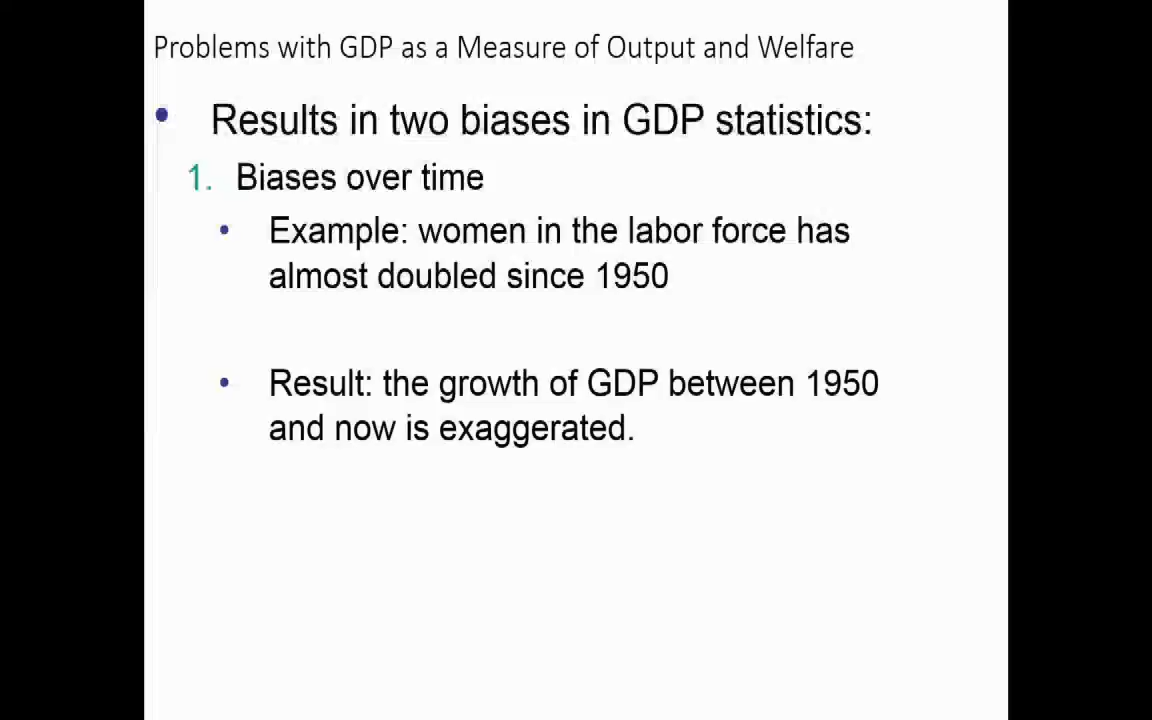 Problems with GDP as a Measure of Output and Welfare
• Results in two biases in GDP statistics:
1. Biases over time
• Example: women in the labor force has
almost doubled since 1950
• Result: the growth of GDP between 1950
and now is exaggerated.